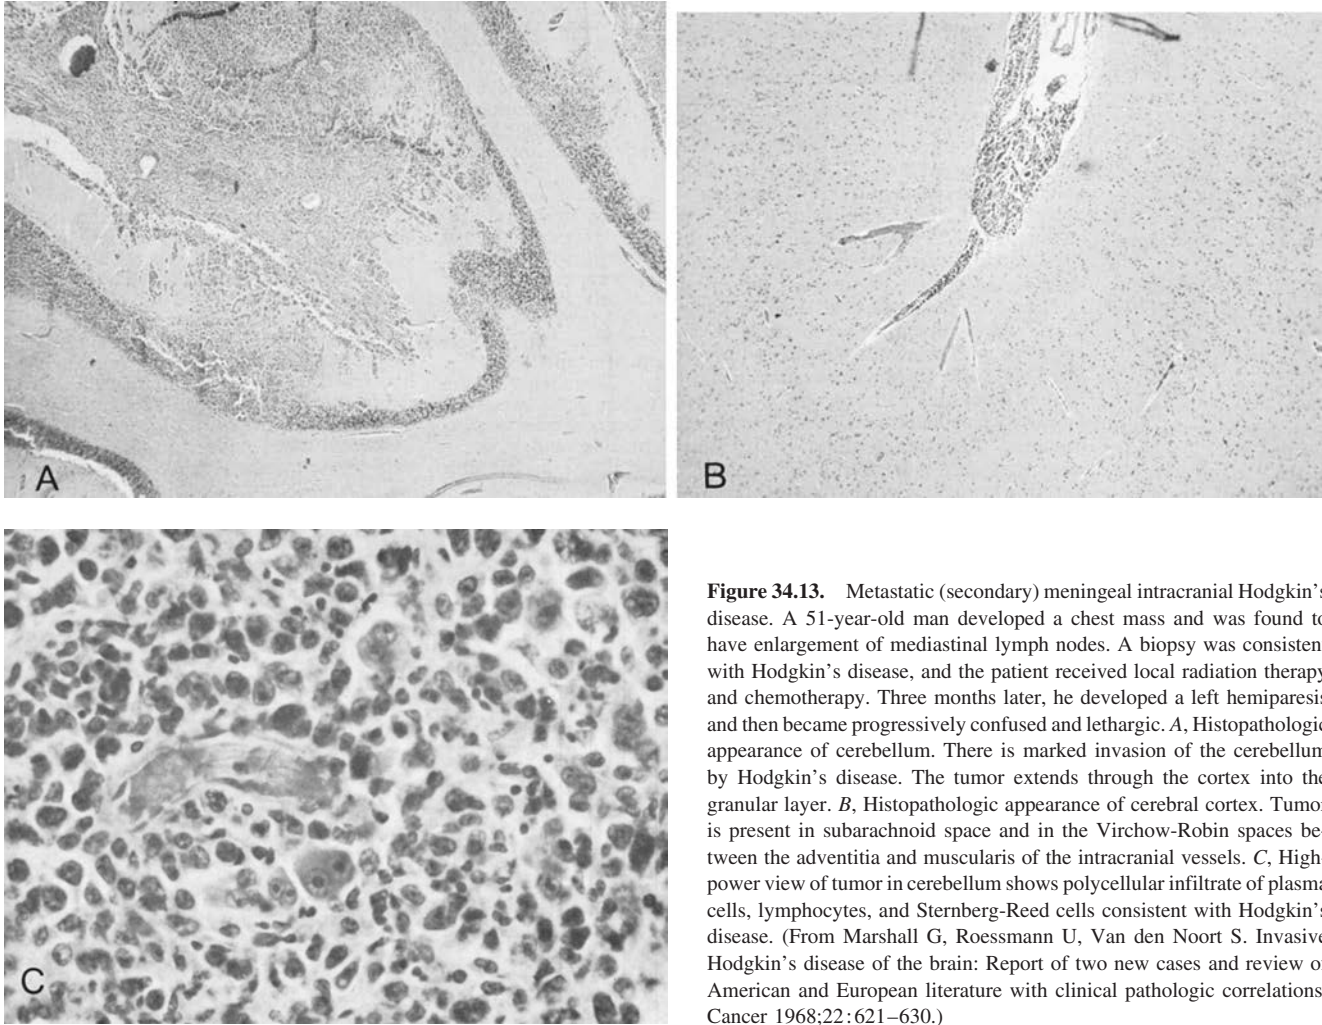 A
B
C
Figure 34.13. Metastatic (secondary) meningeal intracranial Hodgkin’s
disease. A 51-year-old man developed a chest mass and was found to
have enlargement of mediastinal lymph nodes. A biopsy was consisten
with Hodgkin’s disease, and the patient received local radiation therapy
and chemotherapy. Three months later, he developed a left hemiparesis
and then became progressively confused and lethargic. A, Histopathologic
appearance of cerebellum. There is marked invasion of the cerebellum
by Hodgkin’s disease. The tumor extends through the cortex into the
granular layer. B, Histopathologic appearance of cerebral cortex. Tumor
is present in subarachnoid space and in the Virchow-Robin spaces be-
tween the adventitia and muscularis of the intracranial vessels. C, High-
power view of tumor in cerebellum shows polycellular infiltrate of plasma
cells, lymphocytes, and Sternberg-Reed cells consistent with Hodgkin’s
disease. (From Marshall G, Roessmann U, Van den Noort S. Invasive
Hodgkin’s disease of the brain: Report of two new cases and review of
American and European literature with clinical pathologic correlations
Cancer 1968;22:621–630.)